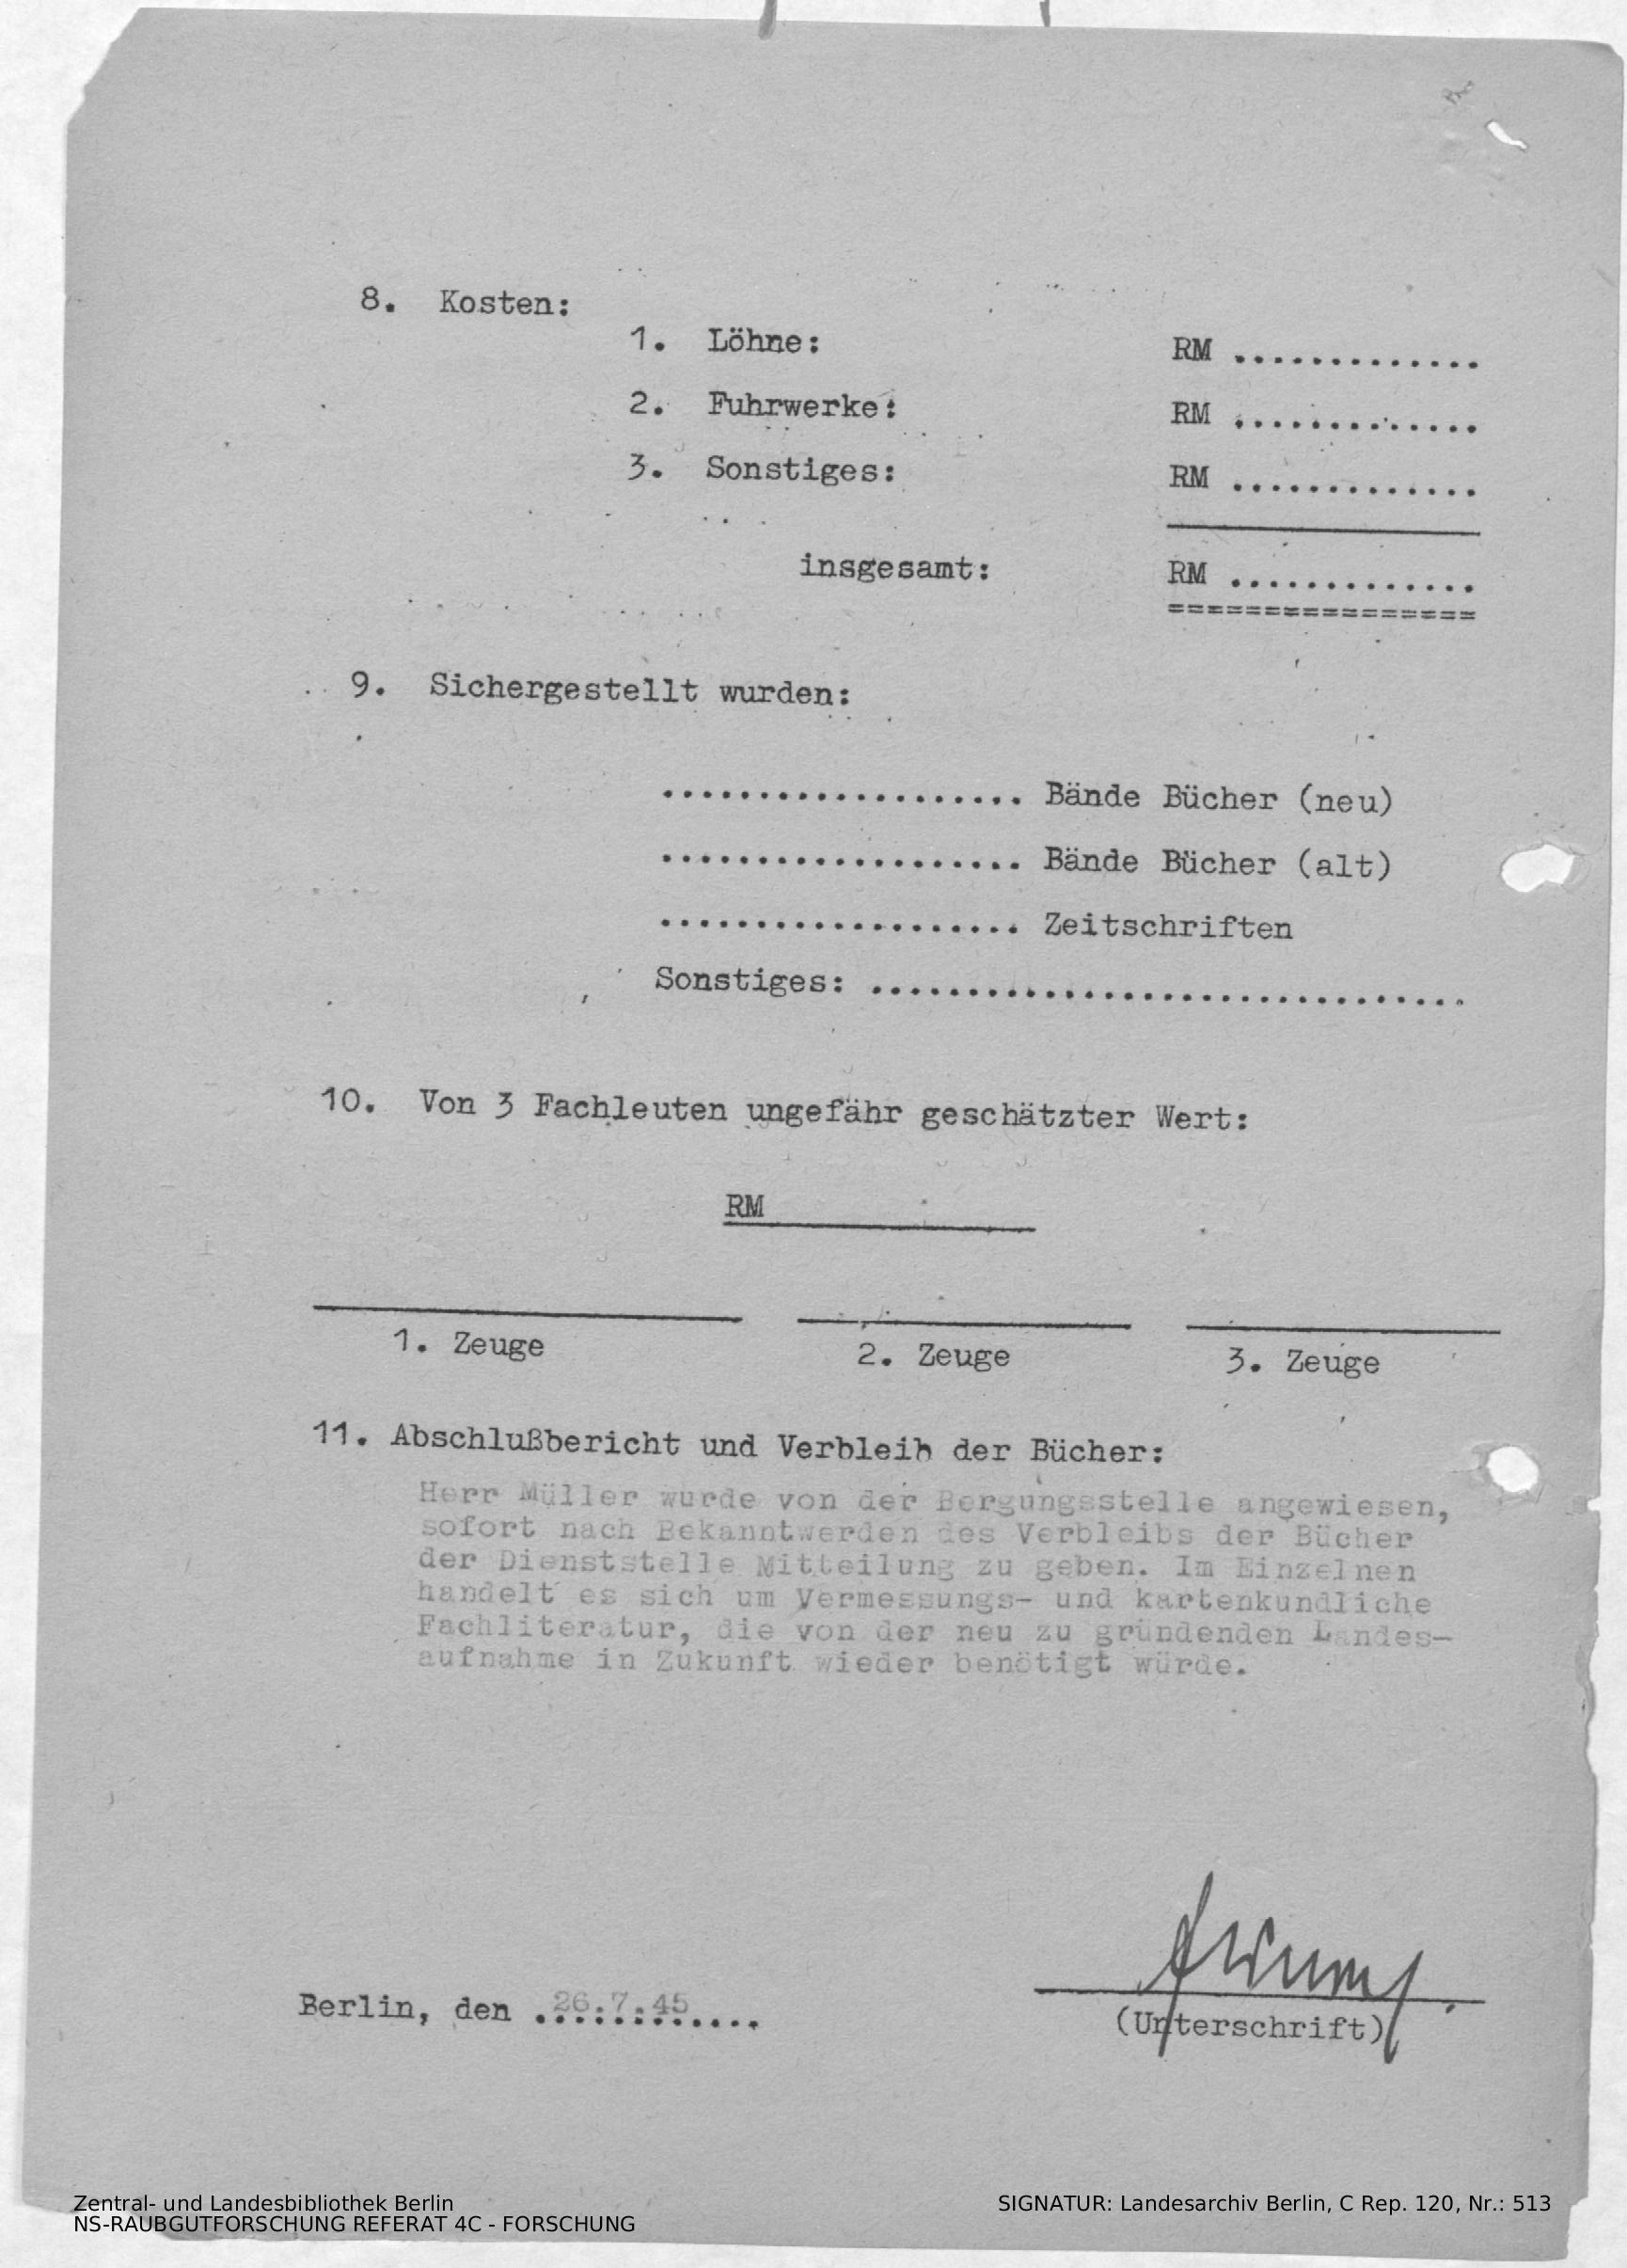 8. Kosten:
1. Löhne: RM .............
2. Fuhrwerke: RM .............
3. Sonstiges: RM .............
insgesamt: RM .............
================
9. Sichergestellt wurden:
................... Bände Bücher (neu)
................... Bände Bücher (alt)
................... Zeitschriften
Sonstiges: ...............................
10. Von 3 Fachleuten ungefähr geschätzter Wert:
RM
1. Zeuge 2. Zeuge 3. Zeuge
11. Abschlußbericht und Verbleib der Bücher:
Herr Müller wurde von der Bergungsstelle angewiesen,
sofort nach Bekanntwerden des Verbleibs der Bücher
der Dienststelle Mitteilung zu geben. Im Einzelnen
handelt es sich um Vermessungs- und kartenkundliche
Fachliteratur, die von der neu zu gründenden Landes-
aufnahme in Zukunft wieder benötigt würde.
Berlin, den 26.7.45
(Unterschrift)
Zentral- und Landesbibliothek Berlin
NS-RAUBGUTFORSCHUNG REFERAT 4C - FORSCHUNG
SIGNATUR: Landesarchiv Berlin, C Rep. 120, Nr.: 513